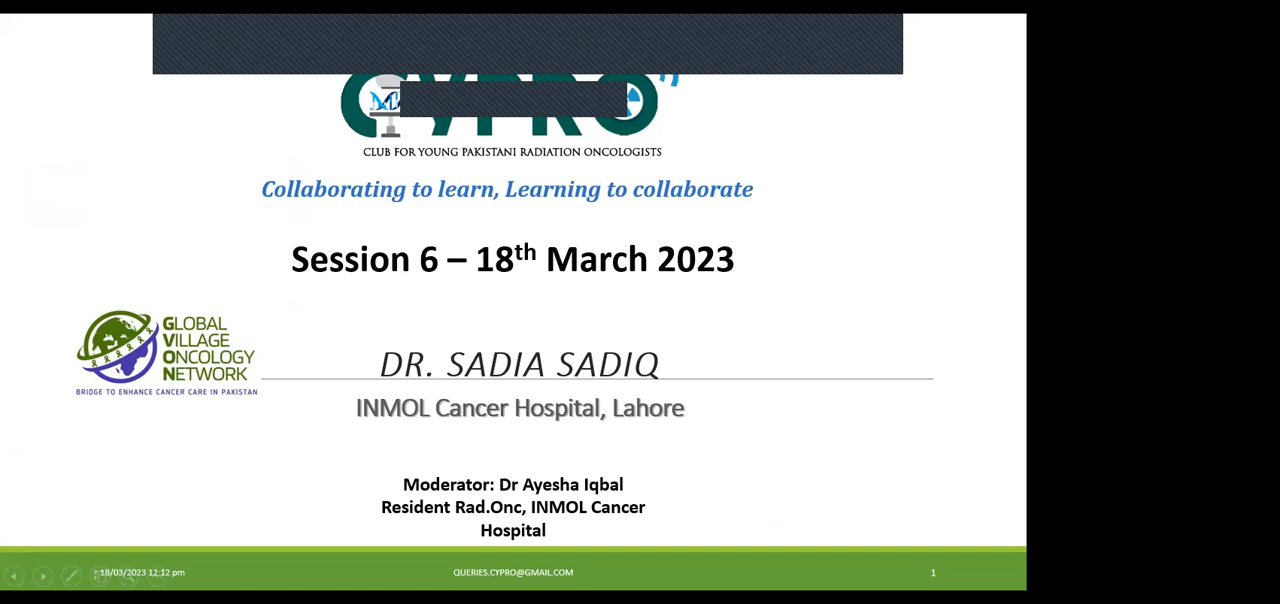 CLUB FOR YOUNG PAKISTANI RADIATION ONCOLOGISTS
Collaborating to learn, Learning to collaborate
Session 6 – 18th March 2023
GLOBAL
VILLAGE
ONCOLOGY
NETWORK
BRIDGE TO ENHANCE CANCER CARE IN PAKISTAN
DR. SADIA SADIQ
INMOL Cancer Hospital, Lahore
Moderator: Dr Ayesha Iqbal
Resident Rad.Onc, INMOL Cancer
Hospital
18/03/2023 12:12 pm
QUERIES.CYPRO@GMAIL.COM
1